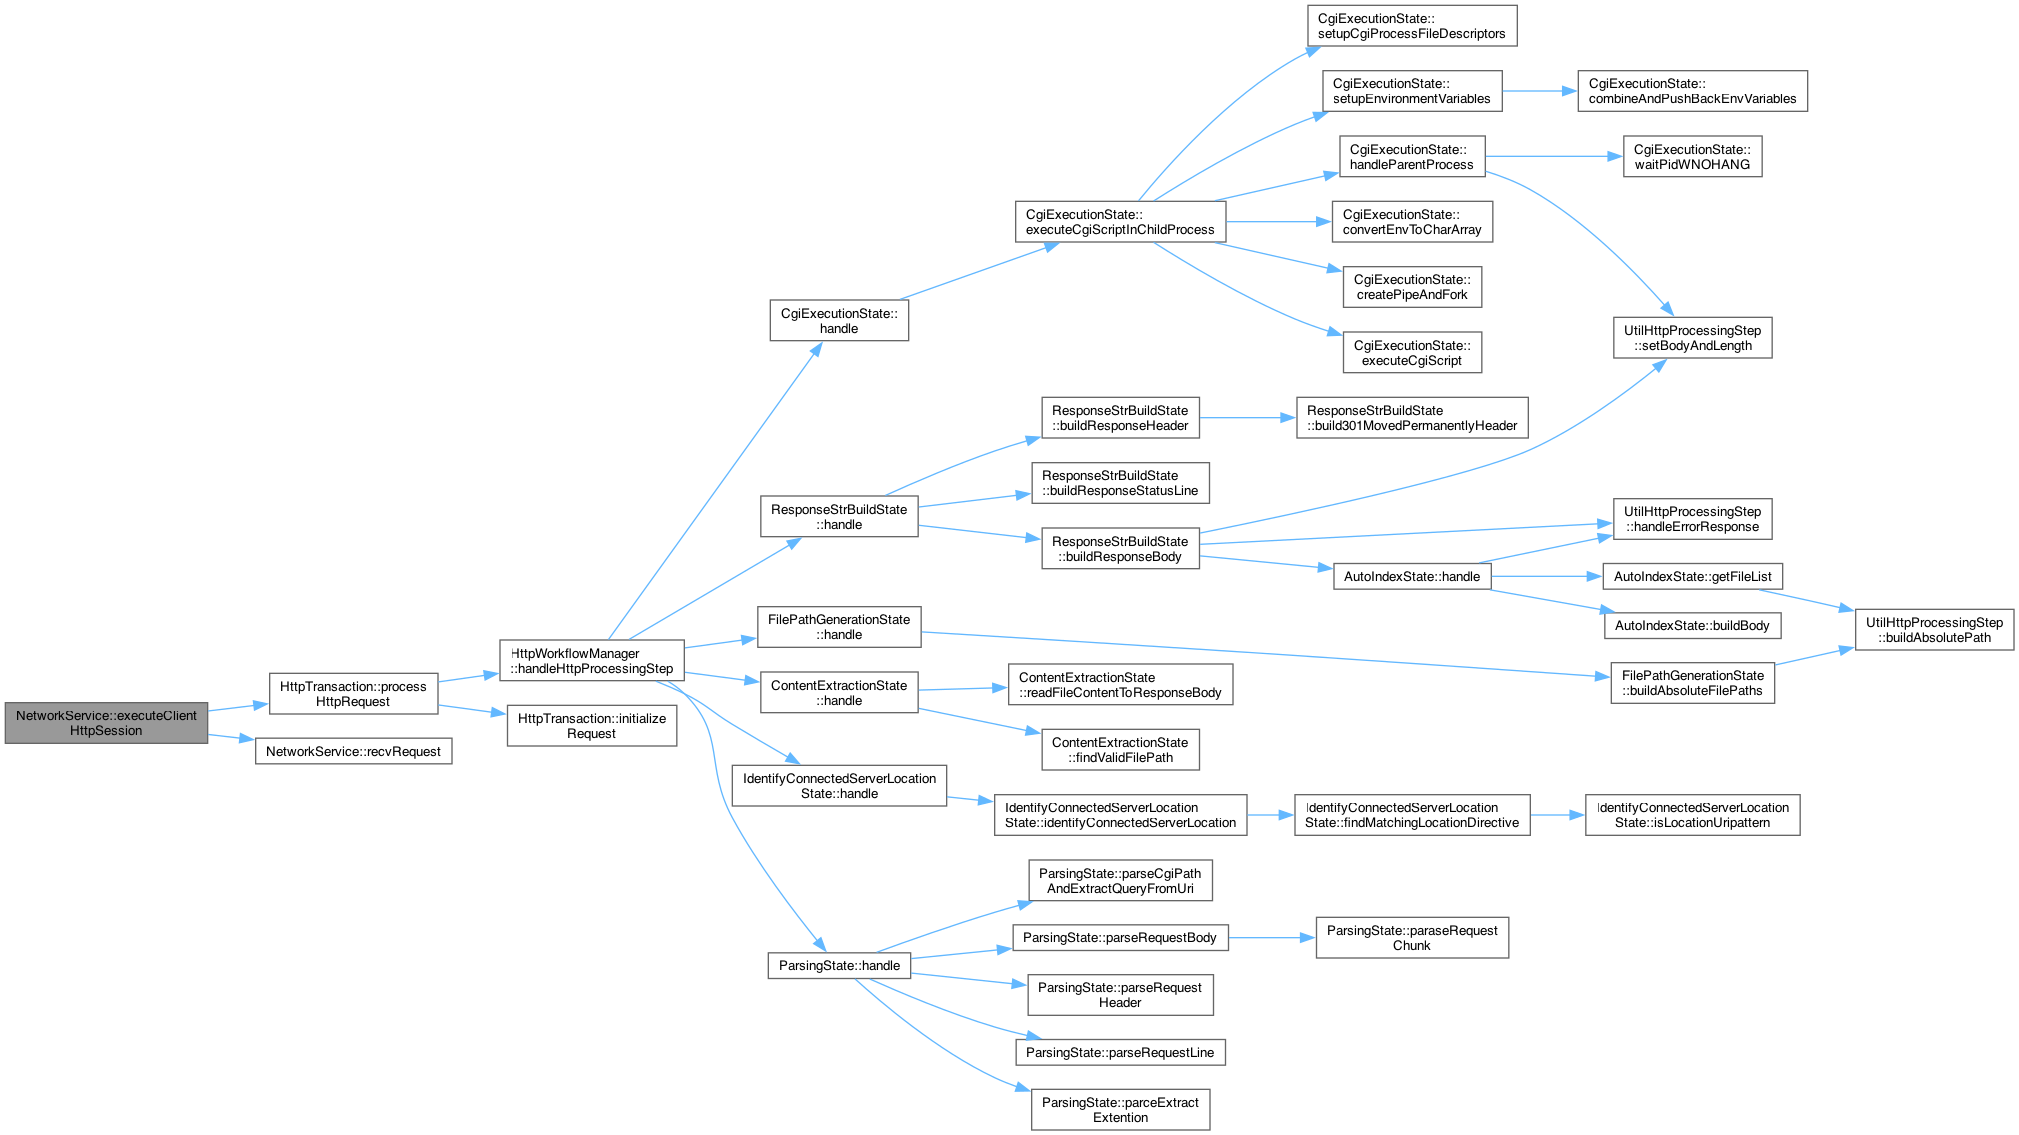 NetworkService::executeClient
HttpSession
HttpTransaction::process
HttpRequest
NetworkService::recvRequest
HttpWorkflowManager
::handleHttpProcessingStep
HttpTransaction::initialize
Request
CgiExecutionState::
handle
ResponseStrBuildState
::handle
FilePathGenerationState
::handle
ContentExtractionState
::handle
IdentifyConnectedServerLocation
State::handle
ParsingState::handle
CgiExecutionState::
executeCgiScriptInChildProcess
CgiExecutionState::
setupCgiProcessFileDescriptors
CgiExecutionState::
setupEnvironmentVariables
CgiExecutionState::
combineAndPushBackEnvVariables
CgiExecutionState::
handleParentProcess
CgiExecutionState::
waitPidWNOHANG
CgiExecutionState::
convertEnvToCharArray
CgiExecutionState::
createPipeAndFork
CgiExecutionState::
executeCgiScript
UtilHttpProcessingStep
::setBodyAndLength
ResponseStrBuildState
::buildResponseHeader
ResponseStrBuildState
::build301MovedPermanentlyHeader
ResponseStrBuildState
::buildResponseStatusLine
ResponseStrBuildState
::buildResponseBody
UtilHttpProcessingStep
::handleErrorResponse
AutoIndexState::handle
AutoIndexState::getFileList
AutoIndexState::buildBody
UtilHttpProcessingStep
::buildAbsolutePath
FilePathGenerationState
::buildAbsoluteFilePaths
ContentExtractionState
::readFileContentToResponseBody
ContentExtractionState
::findValidFilePath
IdentifyConnectedServerLocation
State::identifyConnectedServerLocation
IdentifyConnectedServerLocation
State::findMatchingLocationDirective
IdentifyConnectedServerLocation
State::isLocationUripattern
ParsingState::parseCgiPath
AndExtractQueryFromUri
ParsingState::parseRequestBody
ParsingState::paraseRequest
Chunk
ParsingState::parseRequest
Header
ParsingState::parseRequestLine
ParsingState::parceExtract
Extention